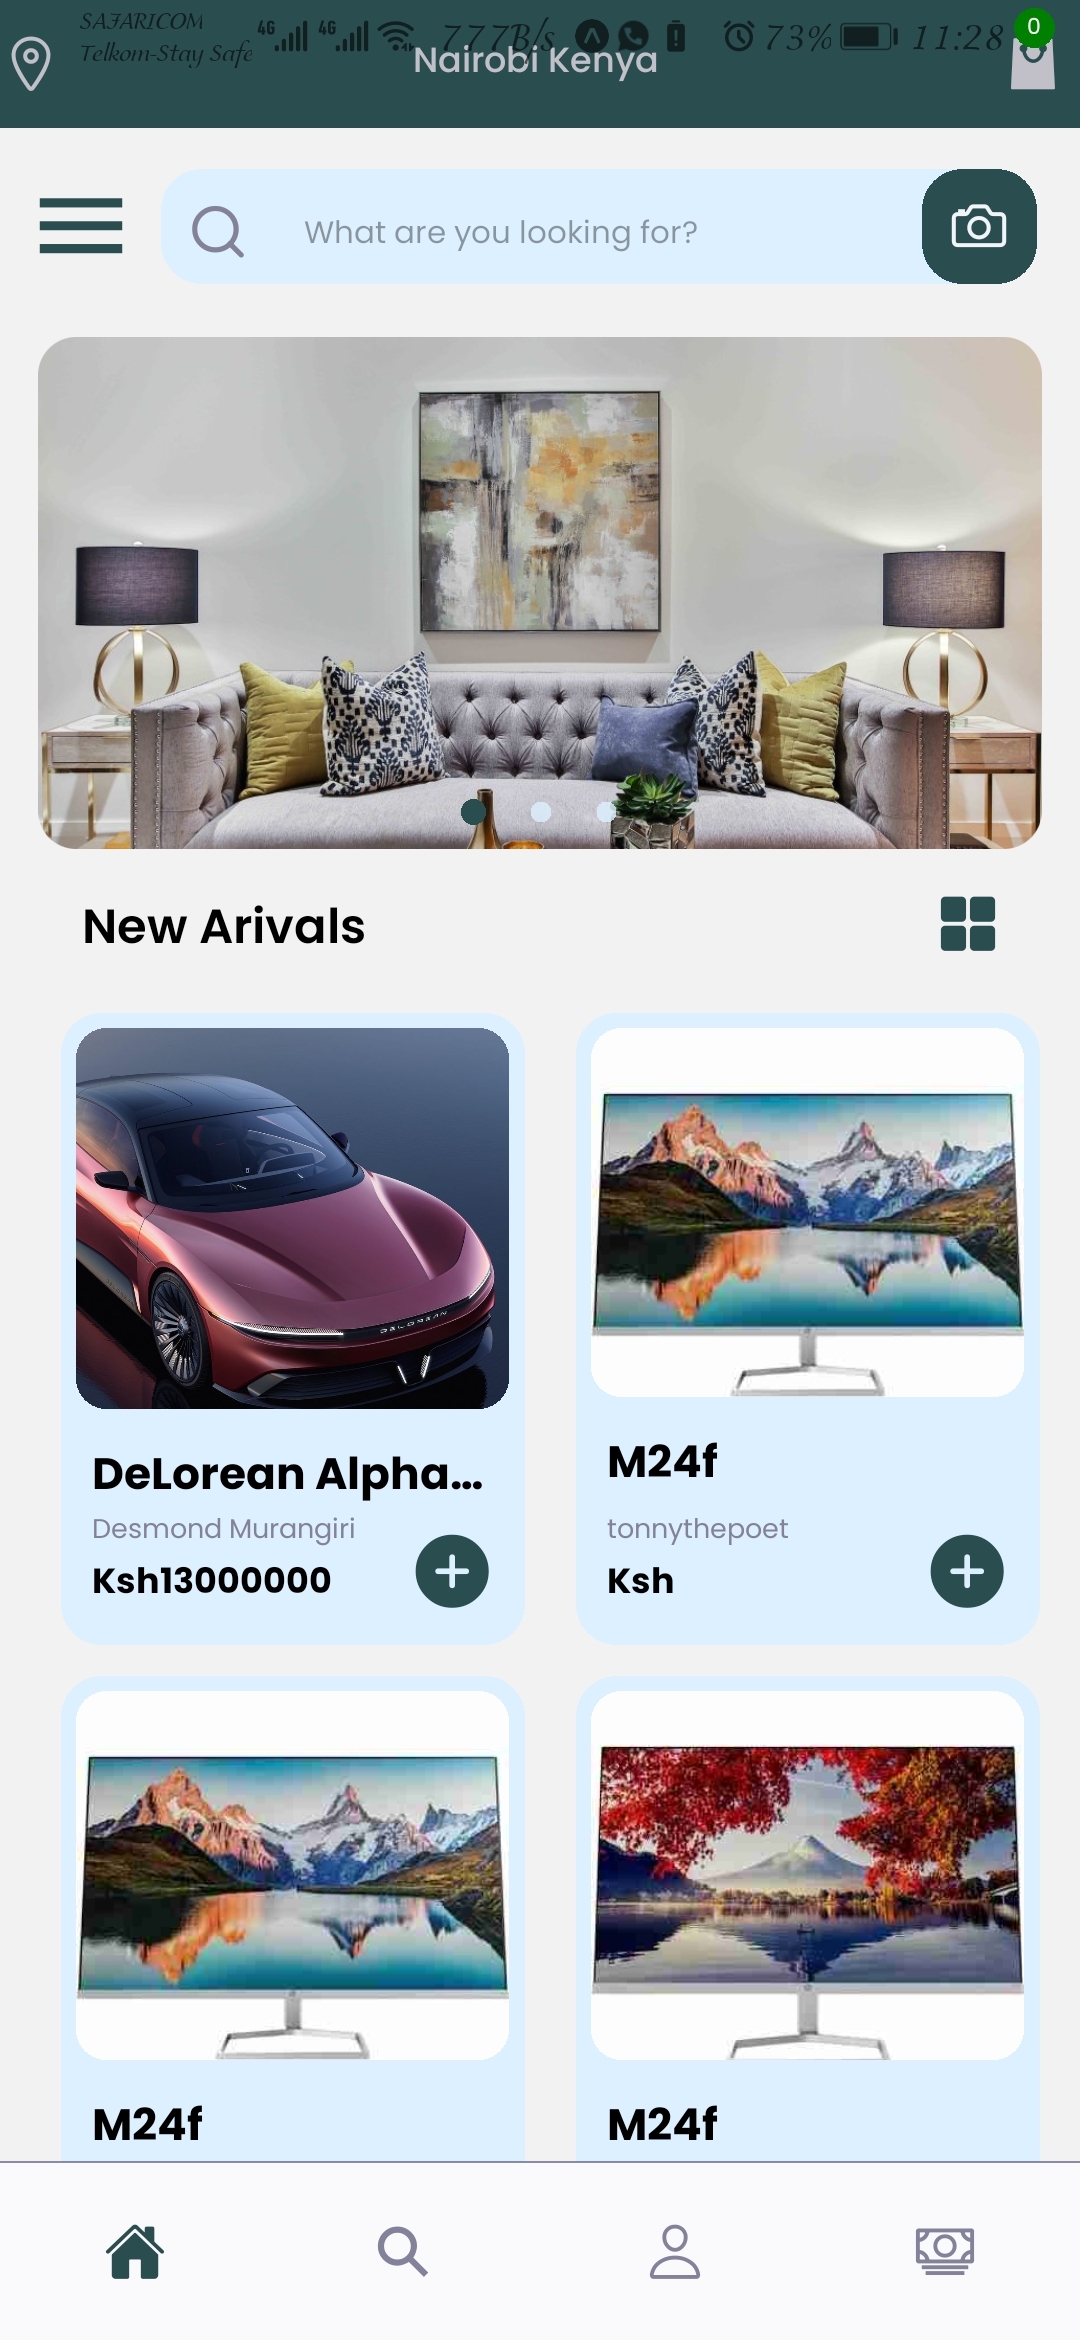 SAFARICOM
Telkom-Stay Safe
4G
4G
777B/s
73%
11:28
Nairobi Kenya
0
What are you looking for?
New Arivals
DELOREAN
DeLorean Alpha...
Desmond Murangiri
Ksh13000000
M24f
tonnythepoet
Ksh
M24f
M24f